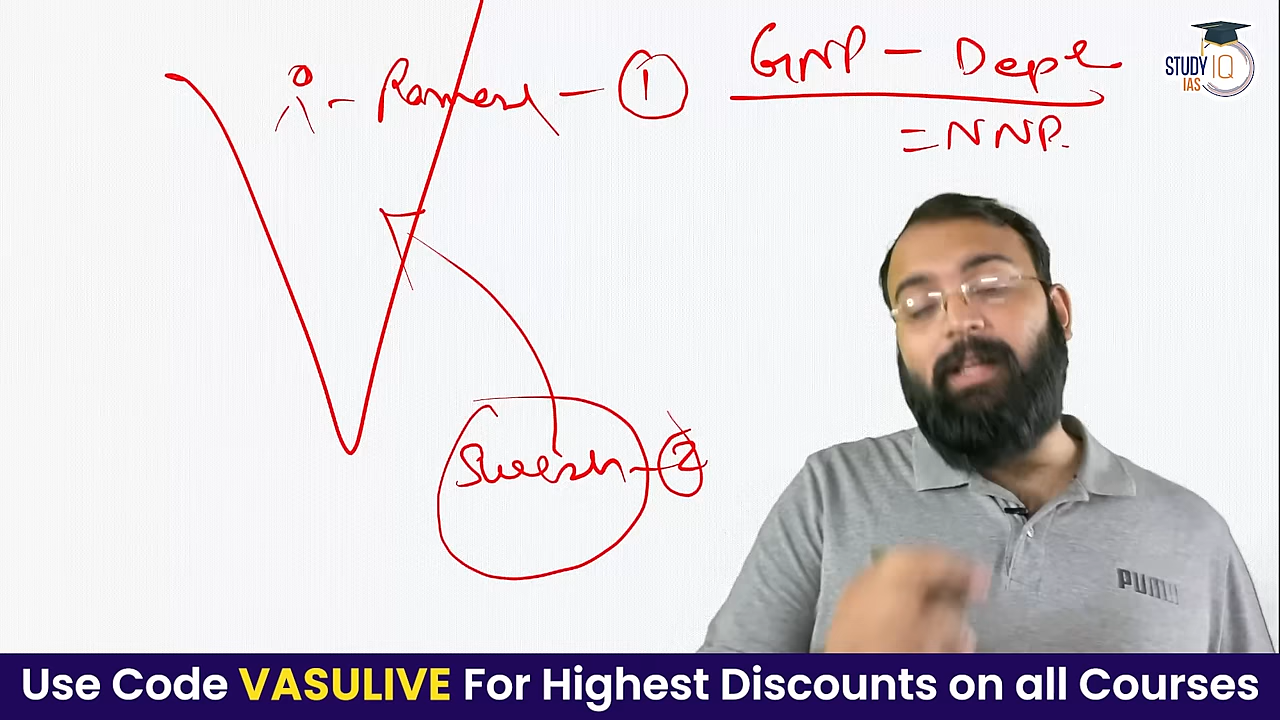 GNP - Depr
= NNP.
Ramesh - 1
Suresh - 2
STUDY IQ
IAS
PUMA
Use Code VASULIVE For Highest Discounts on all Courses